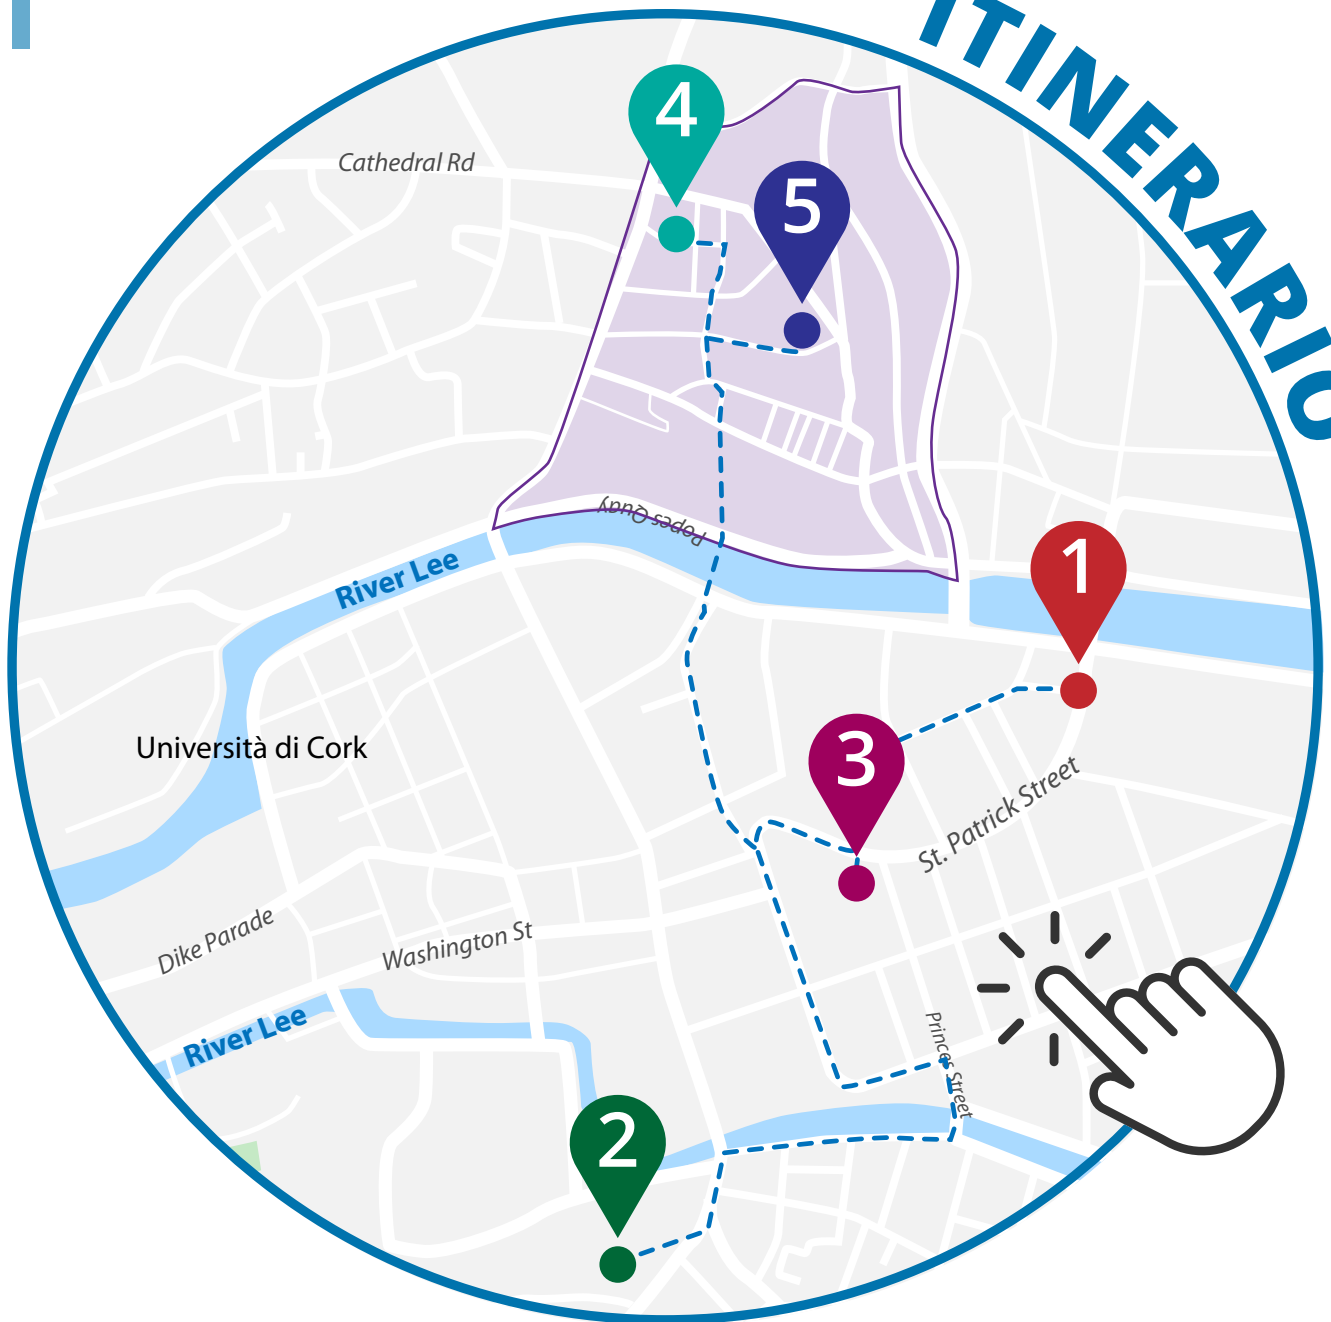 ITINERARIO
4
Cathedral Rd
5
Popes Quay
River Lee
1
Università di Cork
3
St. Patrick Street
Dike Parade
Washington St
River Lee
Princes Street
2